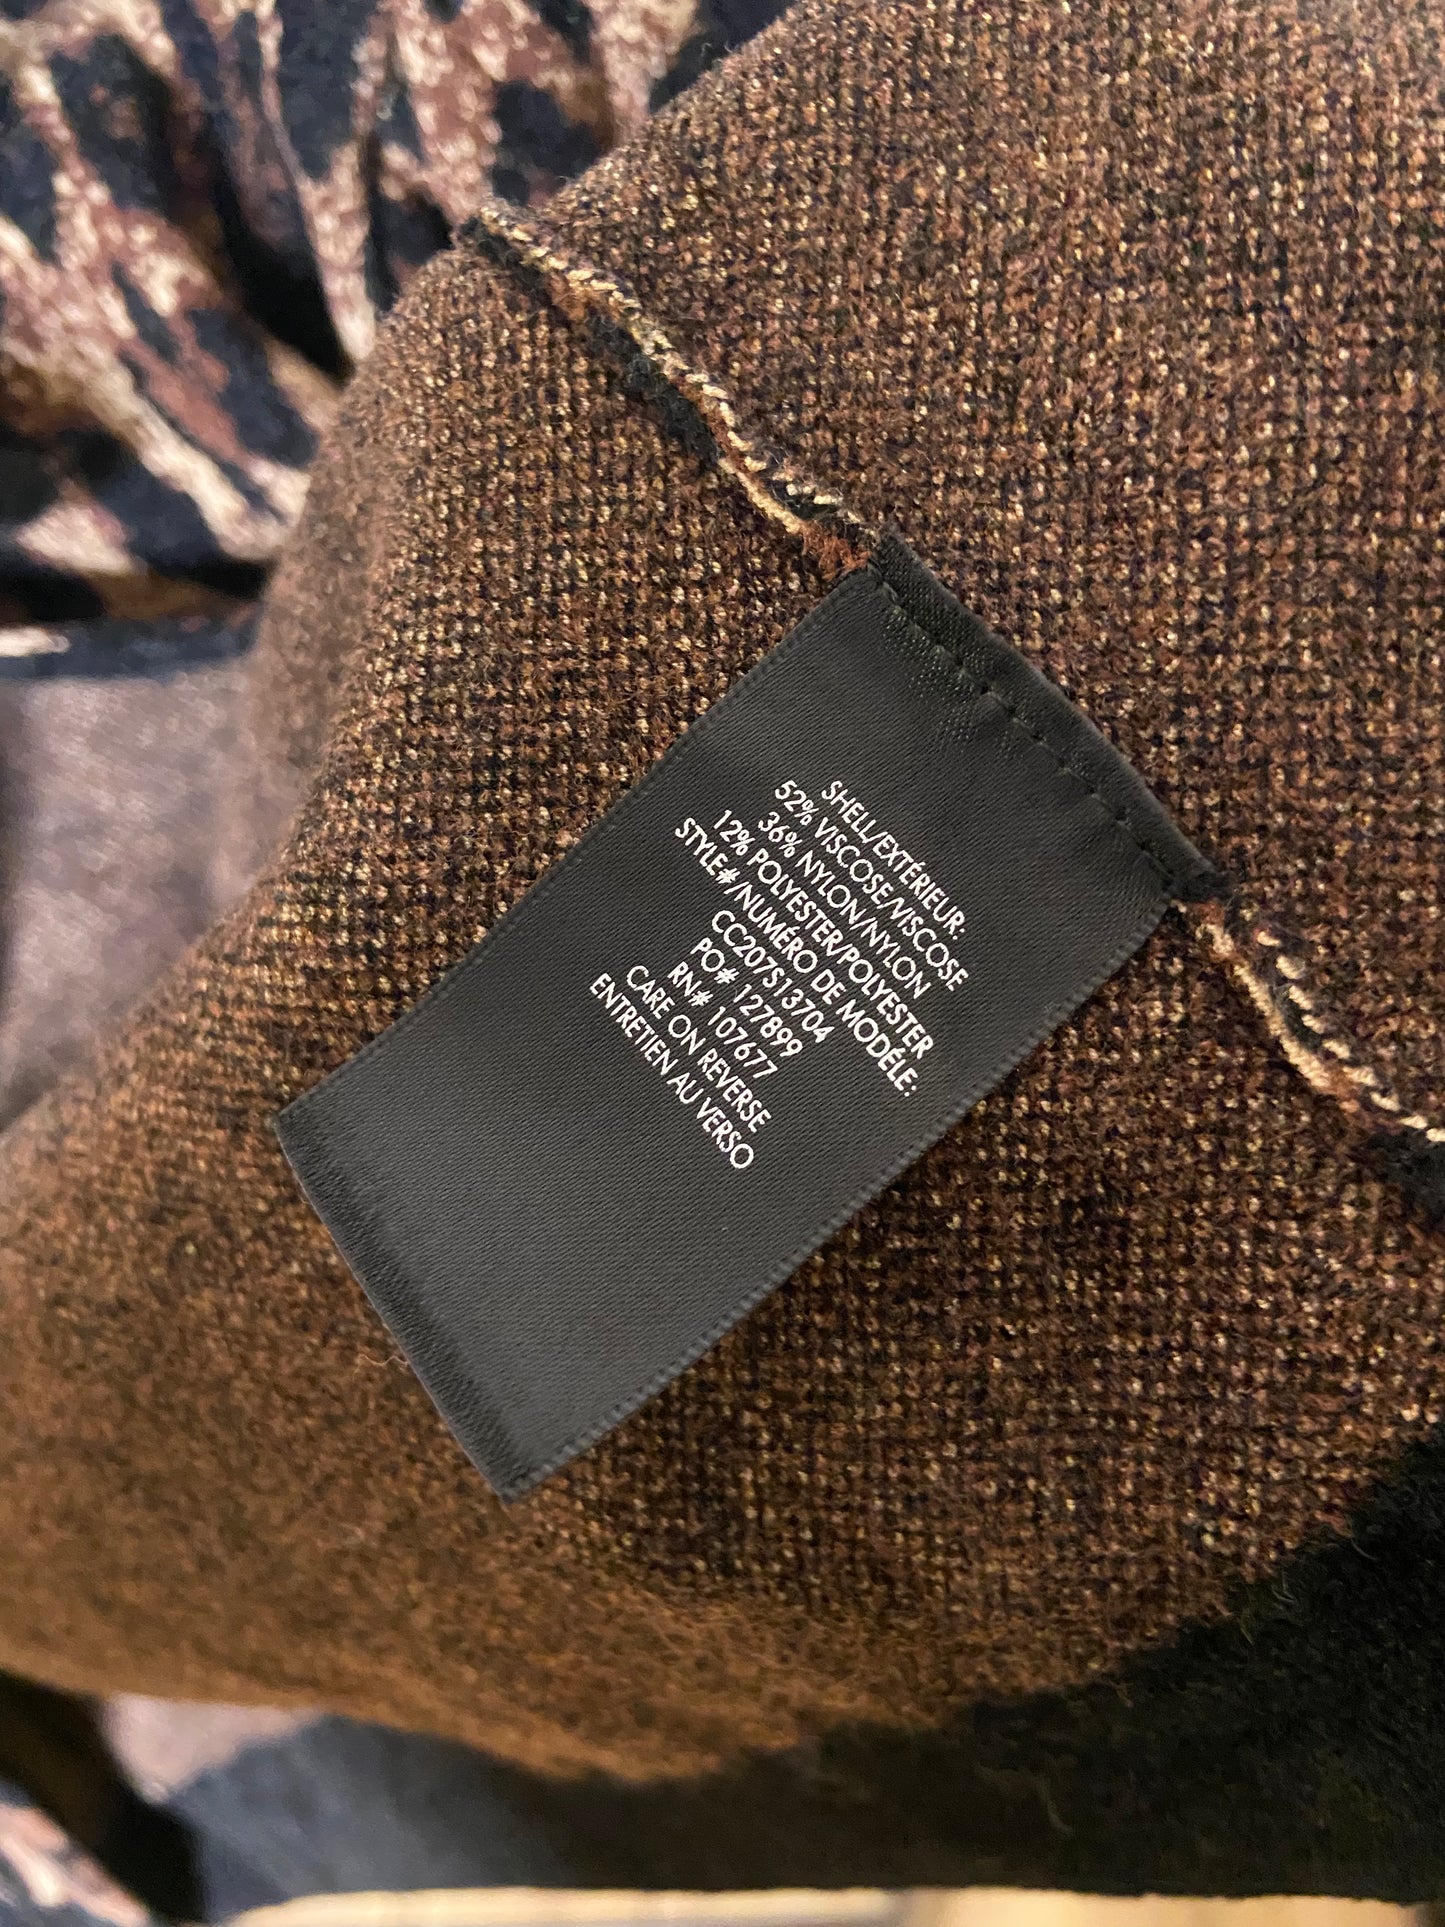 SHELL/EXTÉRIEUR:
52% VISCOSE/VISCOSE
36% NYLON/NYLON
12% POLYESTER/POLYESTER
STYLE#/NUMÉRO DE MODÉLE:
CC207S13704
PO# 127899
RN# 107677
CARE ON REVERSE
ENTRETIEN AU VERSO